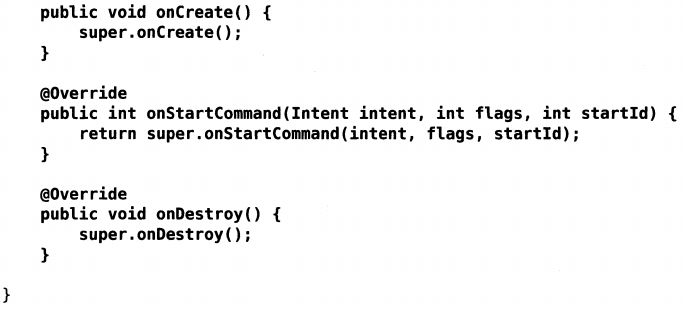 public void onCreate() {
super.onCreate();
}
@Override
public int onStartCommand(Intent intent, int flags, int startId) {
return super.onStartCommand(intent, flags, startId);
}
@Override
public void onDestroy() {
super.onDestroy();
}
}